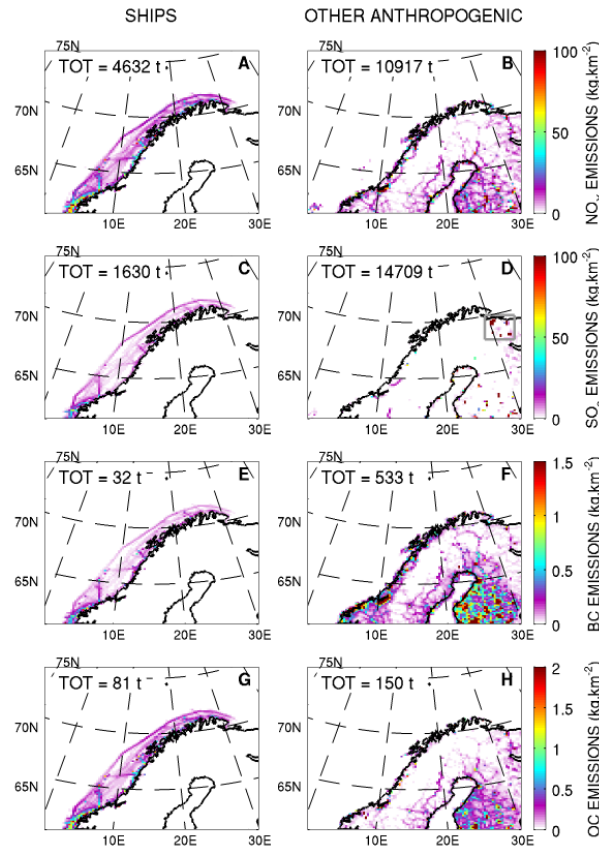 SHIPS OTHER ANTHROPOGENIC
75N 75N
TOT = 4632 t A TOT = 10917 t B 100
70N 70N 50
65N 65N 0
10E 20E 30E 10E 20E 30E
NOx EMISSIONS (kg.km-2)
75N 75N
TOT = 1630 t C TOT = 14709 t D 100
70N 70N 50
65N 65N 0
10E 20E 30E 10E 20E 30E
EMISSIONS (kg.km-2)
75N 75N
TOT = 32 t E TOT = 533 t F 1.5
1
70N 70N
0.5
65N 65N 0
10E 20E 30E 10E 20E 30E
BC EMISSIONS (kg.km-2)
75N 75N
TOT = 81 t G TOT = 150 t H 2
1.5
70N 70N 1
0.5
65N 65N 0
10E 20E 30E 10E 20E 30E
OC EMISSIONS (kg.km-2)